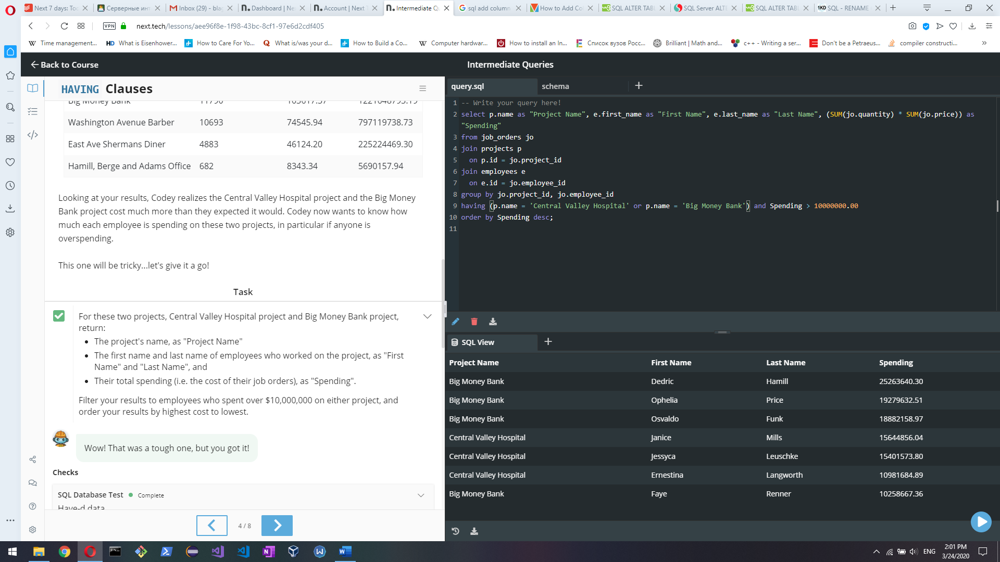 Next 7 days: Toc
Серверные инт
Inbox (29) - bla
Dashboard | Ne
Account | Next T
Intermediate Q
sql add column
How to Add Co
SQL ALTER TABL
SQL Server ALTE
SQL ALTER TABL
1KD SQL - RENAME
VPN
next.tech/lessons/aee96f8e-1f98-43bc-8cf1-97e6d2cdf405
Time management...
What is Eisenhower...
How to Care For Yo...
What is/was your d...
How to Build a Co...
Computer hardwar...
How to install an In...
Список вузов Росс...
Brilliant | Math and...
c++ - Writing a ser...
Don't be a Petraeus...
compiler constructi...
Back to Course
Intermediate Queries
HAVING Clauses
Big Money Bank 11790 103617.37 1221648793.19
Washington Avenue Barber 10693 74545.94 797119738.73
East Ave Shermans Diner 4883 46124.20 225224469.30
Hamill, Berge and Adams Office 682 8343.34 5690157.94
Looking at your results, Codey realizes the Central Valley Hospital project and the Big Money
Bank project cost much more than they expected it would. Codey now wants to know how
much each employee is spending on these two projects, in particular if anyone is
overspending.
This one will be tricky...let's give it a go!
Task
For these two projects, Central Valley Hospital project and Big Money Bank project,
return:
• The project's name, as "Project Name"
• The first name and last name of employees who worked on the project, as "First
Name" and "Last Name", and
• Their total spending (i.e. the cost of their job orders), as "Spending".
Filter your results to employees who spent over $10,000,000 on either project, and
order your results by highest cost to lowest.
Wow! That was a tough one, but you got it!
Checks
SQL Database Test
Complete
Have-d data
4 / 8
query.sql
schema
1 -- Write your query here!
2 select p.name as "Project Name", e.first_name as "First Name", e.last_name as "Last Name", (SUM(jo.quantity) * SUM(jo.price)) as
"Spending"
3 from job_orders jo
4 join projects p
5 on p.id = jo.project_id
6 join employees e
7 on e.id = jo.employee_id
8 group by jo.project_id, jo.employee_id
9 having (p.name = 'Central Valley Hospital' or p.name = 'Big Money Bank') and Spending > 10000000.00
10 order by Spending desc;
11
SQL View
Project Name First Name Last Name Spending
Big Money Bank Dedric Hamill 25263640.30
Big Money Bank Ophelia Price 19279632.51
Big Money Bank Osvaldo Funk 18882158.97
Central Valley Hospital Janice Mills 15644856.04
Central Valley Hospital Jessyca Leuschke 15401573.80
Central Valley Hospital Ernestina Langworth 10981684.89
Big Money Bank Faye Renner 10258667.36
ENG
2:01 PM
3/24/2020